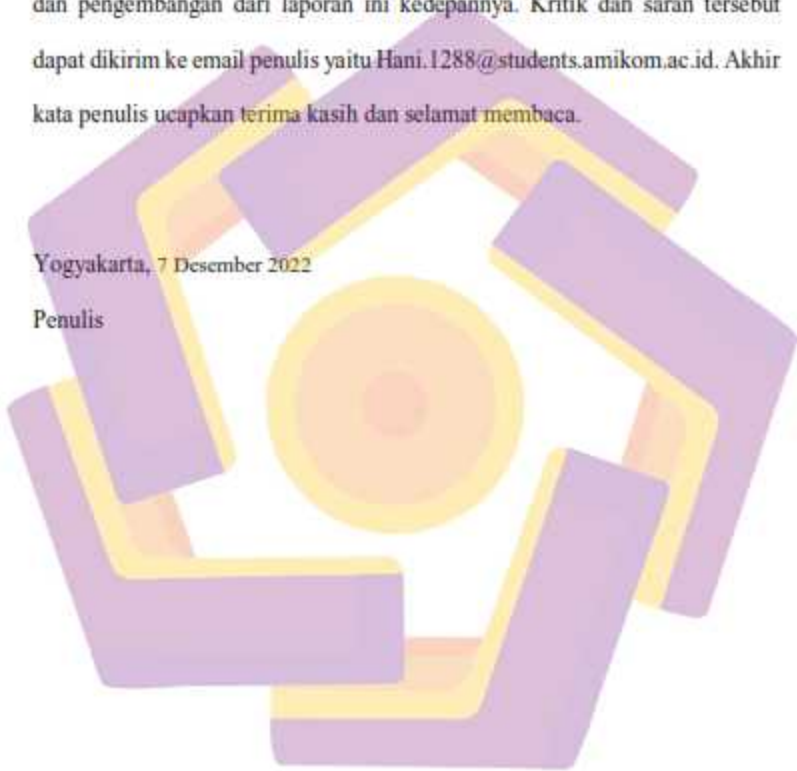 dan pengembangan dari laporan ini kedepannya. Kritik dan saran tersebut
dapat dikirim ke email penulis yaitu Hani.1288@students.amikom.ac.id. Akhir
kata penulis ucapkan terima kasih dan selamat membaca.
Yogyakarta, 7 Desember 2022
Penulis